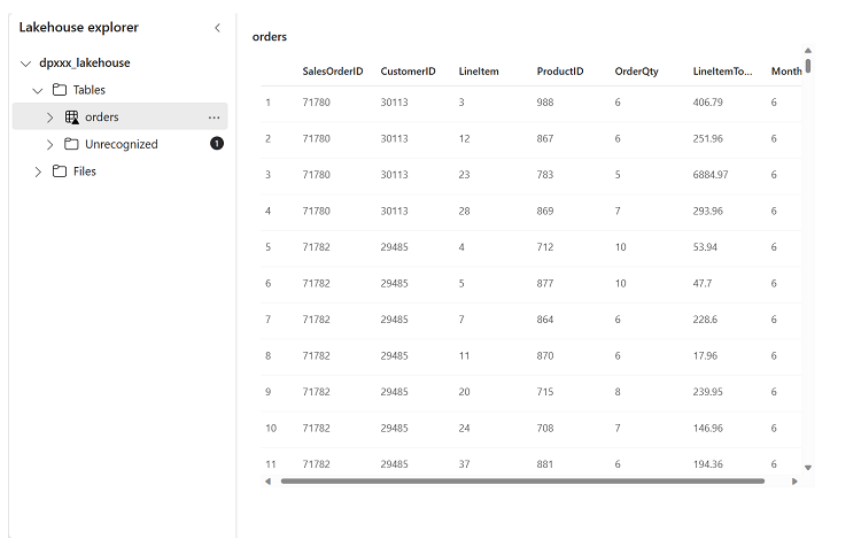 Lakehouse explorer
dpxxx_lakehouse
Tables
orders
Unrecognized 1
Files
orders
SalesOrderID CustomerID LineItem ProductID OrderQty LineItemTo... Month
1 71780 30113 3 988 6 406.79 6
2 71780 30113 12 867 6 251.96 6
3 71780 30113 23 783 5 6884.97 6
4 71780 30113 28 869 7 293.96 6
5 71782 29485 4 712 10 53.94 6
6 71782 29485 5 877 10 47.7 6
7 71782 29485 7 864 6 228.6 6
8 71782 29485 11 870 6 17.96 6
9 71782 29485 20 715 8 239.95 6
10 71782 29485 24 708 7 146.96 6
11 71782 29485 37 881 6 194.36 6